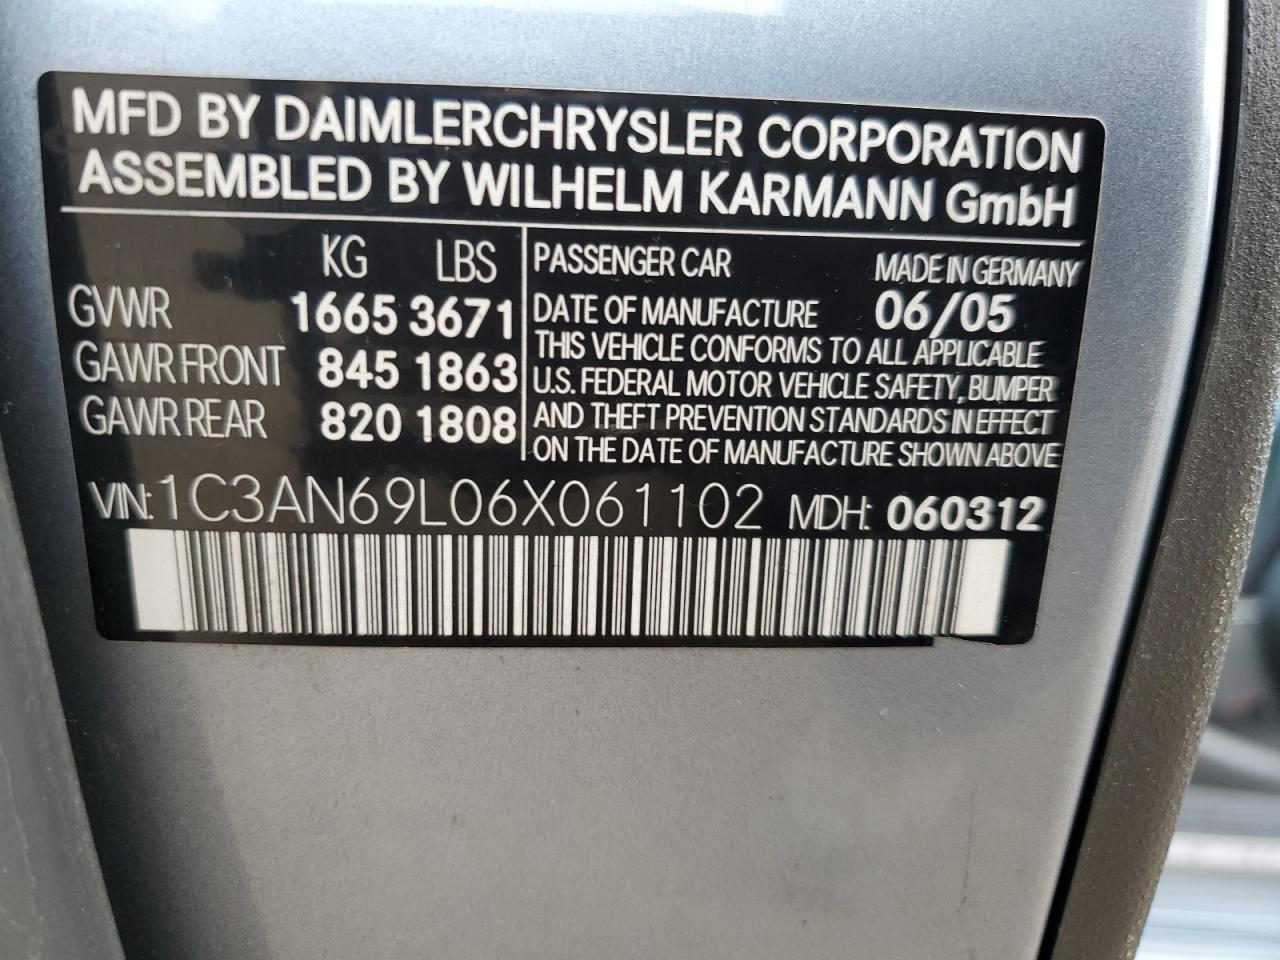 MFD BY DAIMLERCHRYSLER CORPORATION
ASSEMBLED BY WILHELM KARMANN GmbH
KG LBS
GVWR 1665 3671
GAWR FRONT 845 1863
GAWR REAR 820 1808
PASSENGER CAR MADE IN GERMANY
DATE OF MANUFACTURE 06/05
THIS VEHICLE CONFORMS TO ALL APPLICABLE
U.S. FEDERAL MOTOR VEHICLE SAFETY, BUMPER
AND THEFT PREVENTION STANDARDS IN EFFECT
ON THE DATE OF MANUFACTURE SHOWN ABOVE
VIN: 1C3AN69L06X061102 MDH: 060312